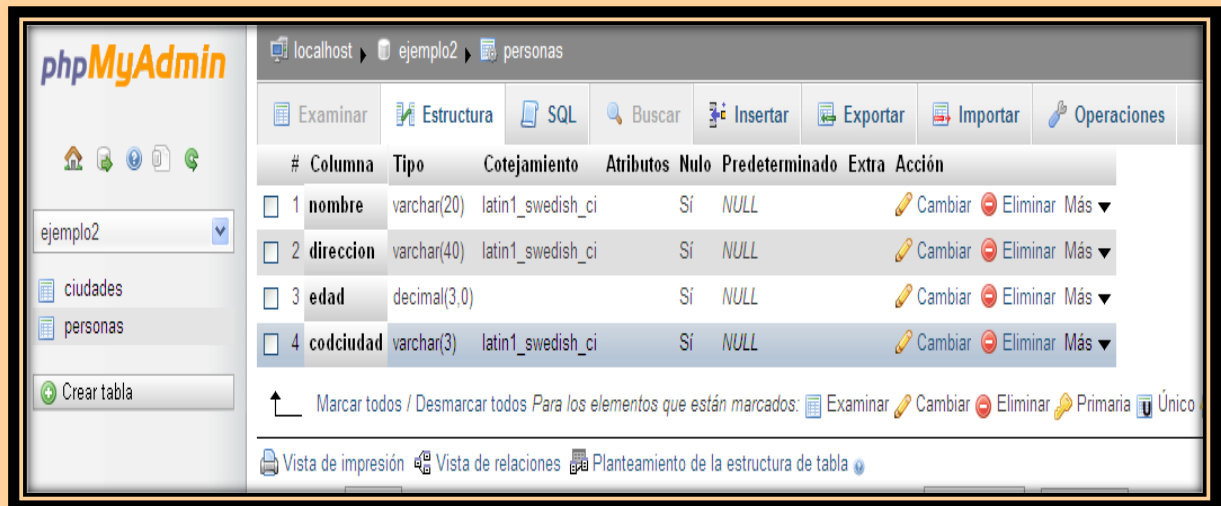 phpMyAdmin
localhost ejemplo2 personas
Examinar Estructura SQL Buscar Insertar Exportar Importar Operaciones
ejemplo2
ciudades
personas
Crear tabla
# Columna Tipo Cotejamiento Atributos Nulo Predeterminado Extra Acción
1 nombre varchar(20) latin1_swedish_ci Sí NULL Cambiar Eliminar Más
2 direccion varchar(40) latin1_swedish_ci Sí NULL Cambiar Eliminar Más
3 edad decimal(3,0) Sí NULL Cambiar Eliminar Más
4 codciudad varchar(3) latin1_swedish_ci Sí NULL Cambiar Eliminar Más
Marcar todos / Desmarcar todos Para los elementos que están marcados: Examinar Cambiar Eliminar Primaria Único
Vista de impresión Vista de relaciones Planteamiento de la estructura de tabla